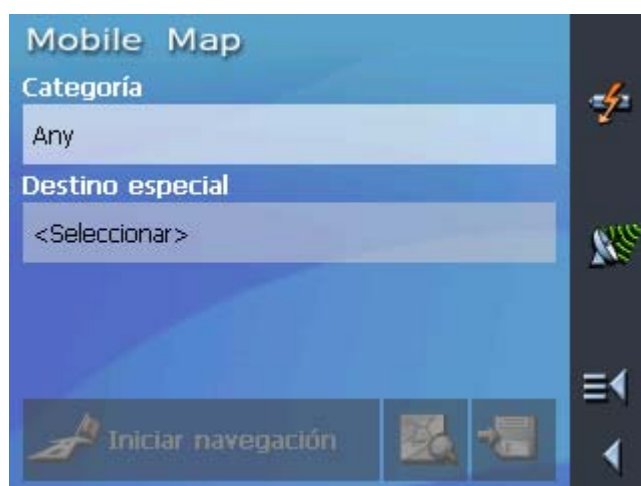 Mobile Map
Categoría
Any
Destino especial
<Seleccionar>
Iniciar navegación